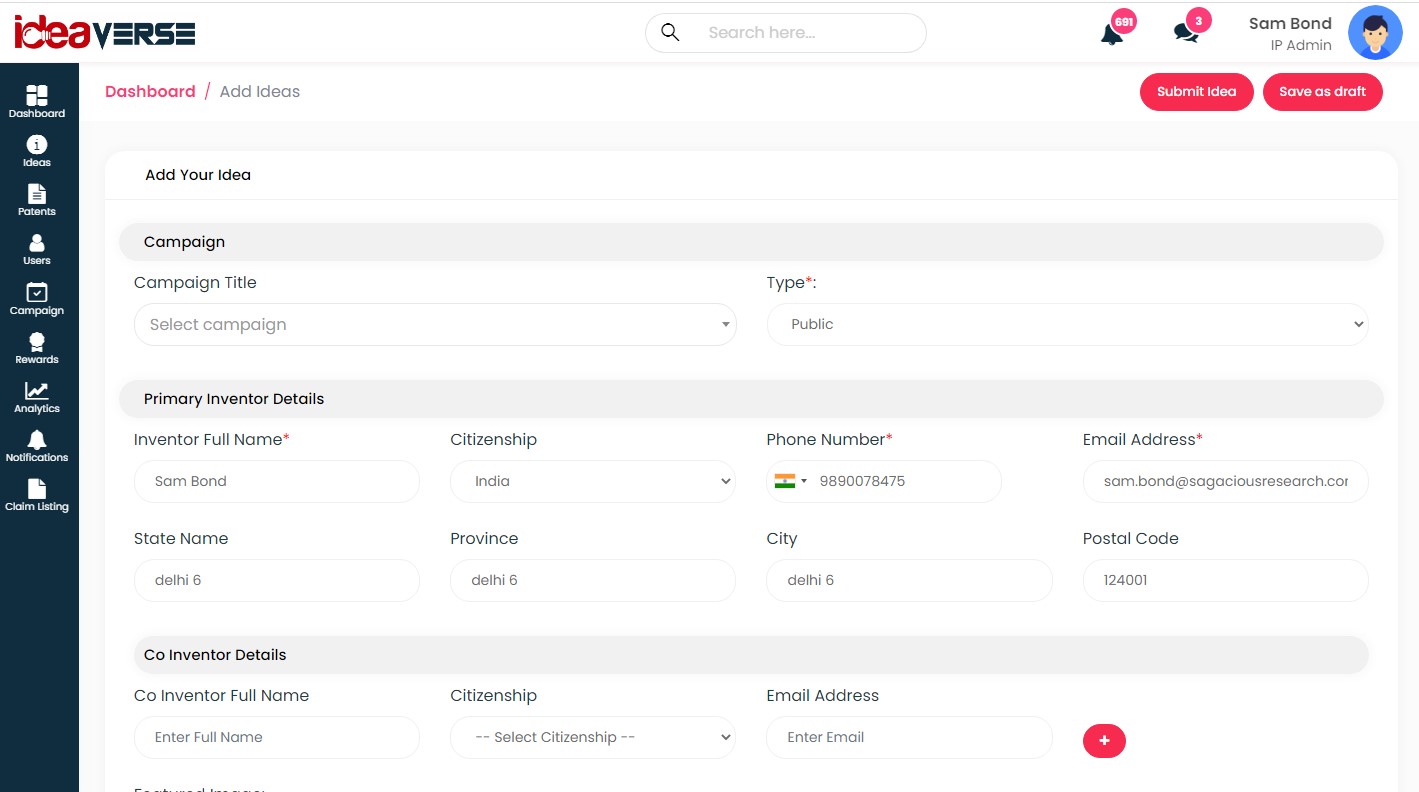 ideaVERSE
Search here...
691
3
Sam Bond
IP Admin
Dashboard / Add Ideas
Submit Idea
Save as draft
Dashboard
Ideas
Patents
Users
Campaign
Rewards
Analytics
Notifications
Claim Listing
Add Your Idea
Campaign
Campaign Title
Type*:
Select campaign
Public
Primary Inventor Details
Inventor Full Name*
Citizenship
Phone Number*
Email Address*
Sam Bond
India
9890078475
sam.bond@sagaciousresearch.cor
State Name
Province
City
Postal Code
delhi 6
delhi 6
delhi 6
124001
Co Inventor Details
Co Inventor Full Name
Citizenship
Email Address
Enter Full Name
-- Select Citizenship --
Enter Email
+
Featured Image: